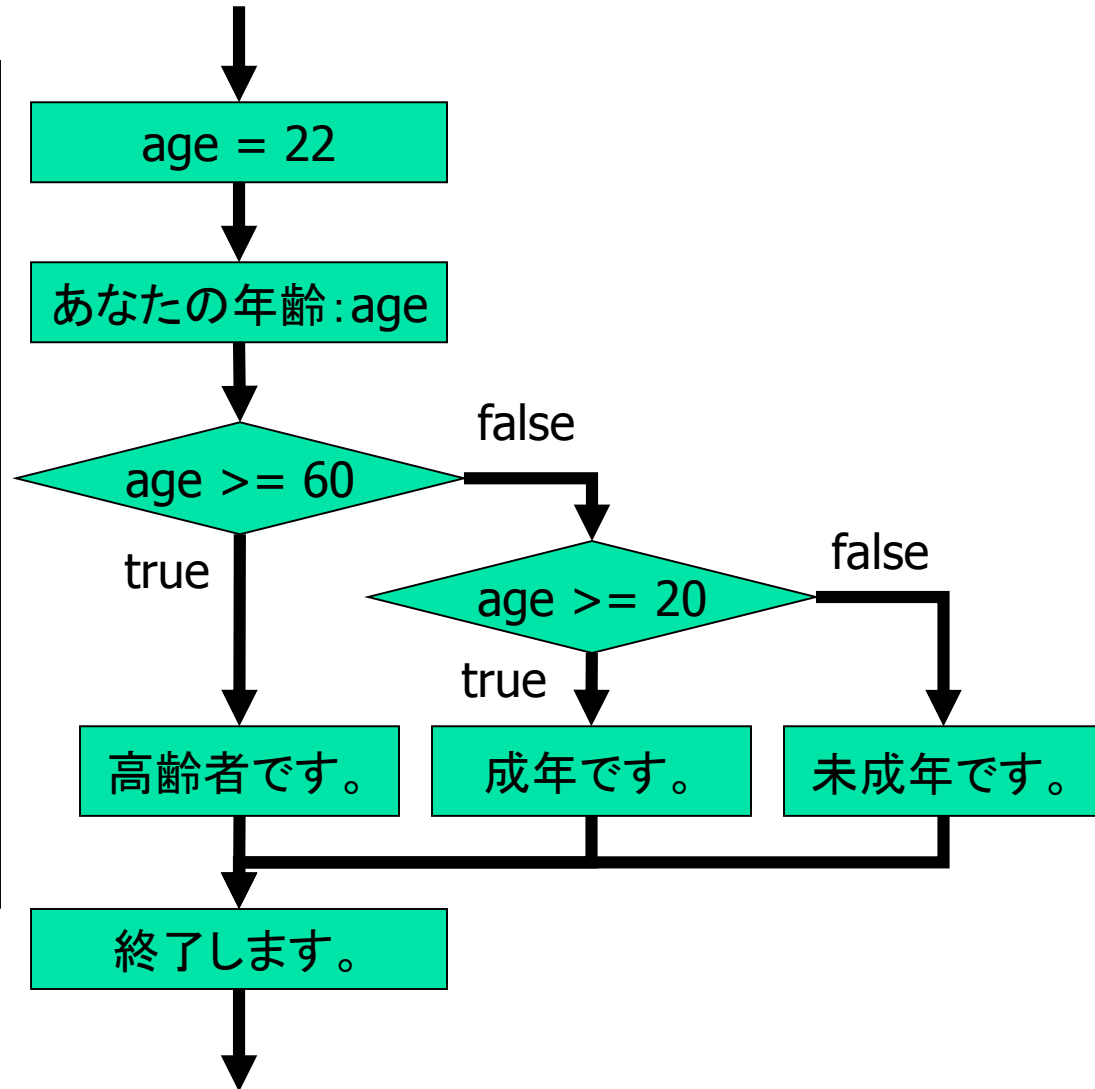 age = 22
あなたの年齢：age
age >= 60
false
true
age >= 20
false
true
高齢者です。
成年です。
未成年です。
終了します。